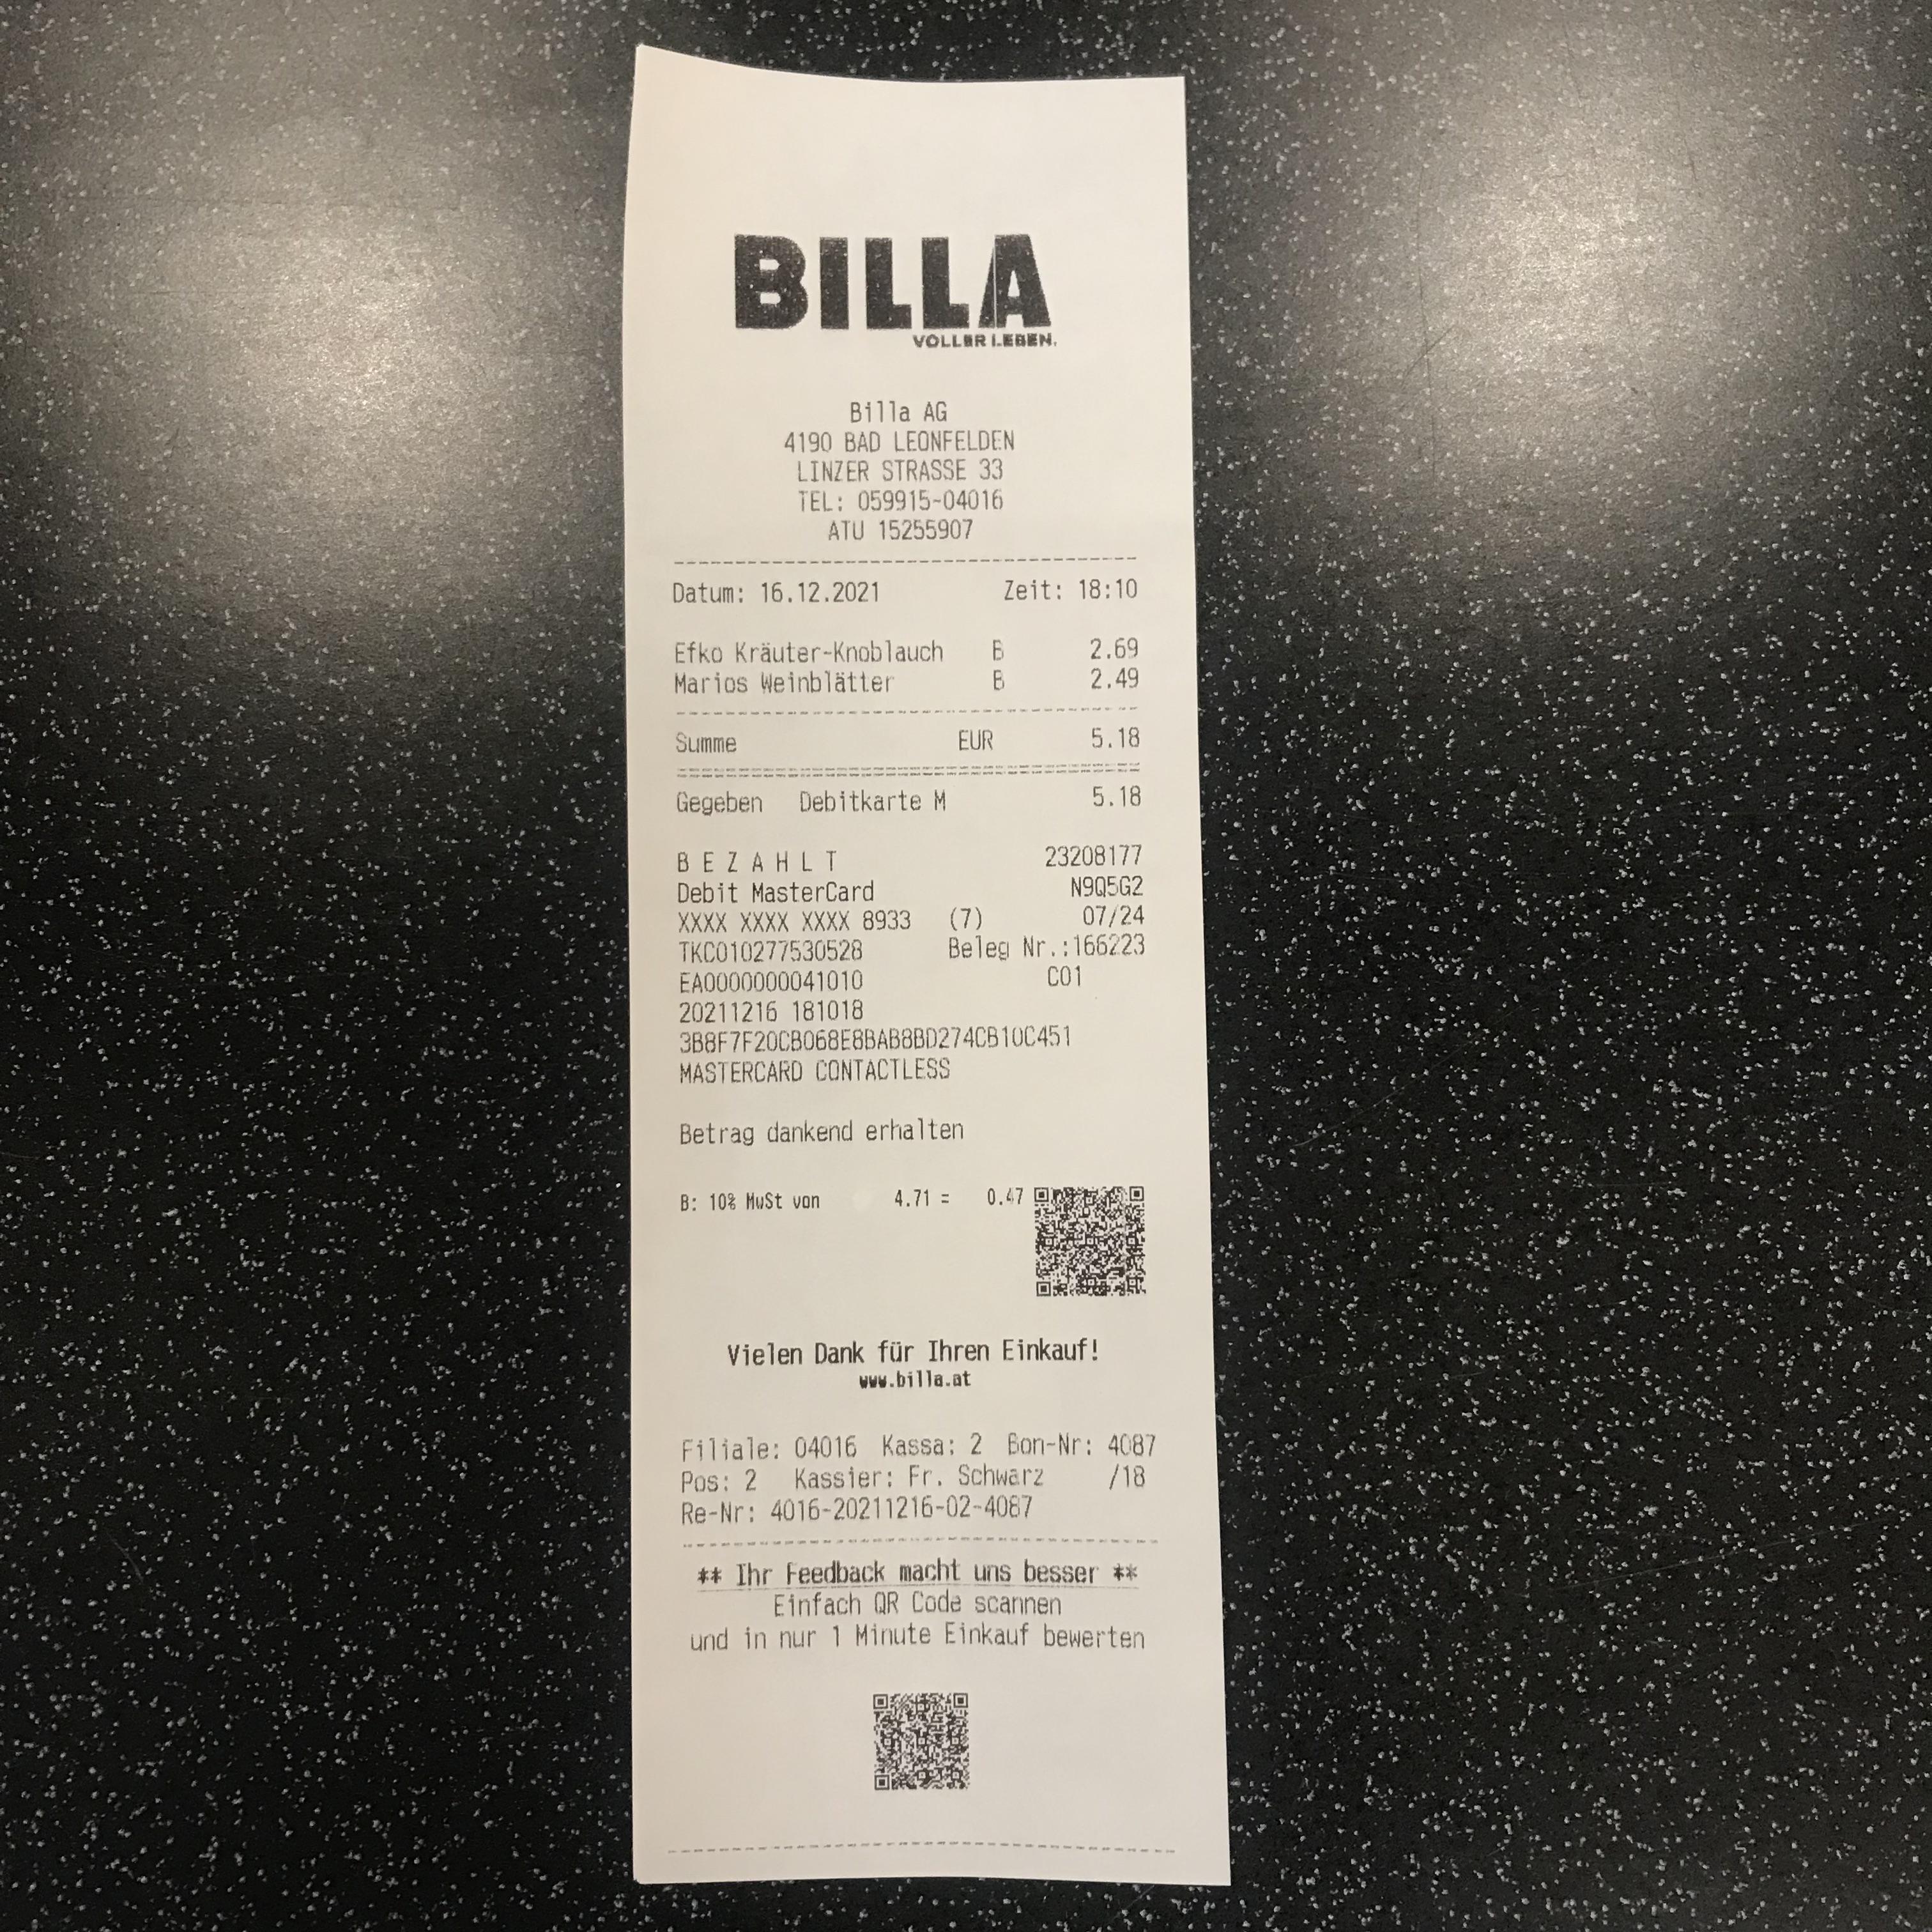 BILLA
VOLLER LEBEN.
Billa AG
4190 BAD LEONFELDEN
LINZER STRASSE 33
TEL: 059915-04016
ATU 15255907
Datum: 16.12.2021 Zeit: 18:10
Efko Kräuter-Knoblauch B 2.69
Marios Weinblätter B 2.49
Summe EUR 5.18
Gegeben Debitkarte M 5.18
B E Z A H L T 23208177
Debit MasterCard N9Q5G2
XXXX XXXX XXXX 8933 (7) 07/24
TKC010277530528 Beleg Nr.:166223
EA0000000041010 C01
20211216 181018
3B8F7F20CB068E8BAB8BD274CB10C451
MASTERCARD CONTACTLESS
Betrag dankend erhalten
B: 10% MwSt von 4.71 = 0.47
Vielen Dank für Ihren Einkauf!
www.billa.at
Filiale: 04016 Kassa: 2 Bon-Nr: 4087
Pos: 2 Kassier: Fr. Schwarz /18
Re-Nr: 4016-20211216-02-4087
** Ihr Feedback macht uns besser **
Einfach QR Code scannen
und in nur 1 Minute Einkauf bewerten